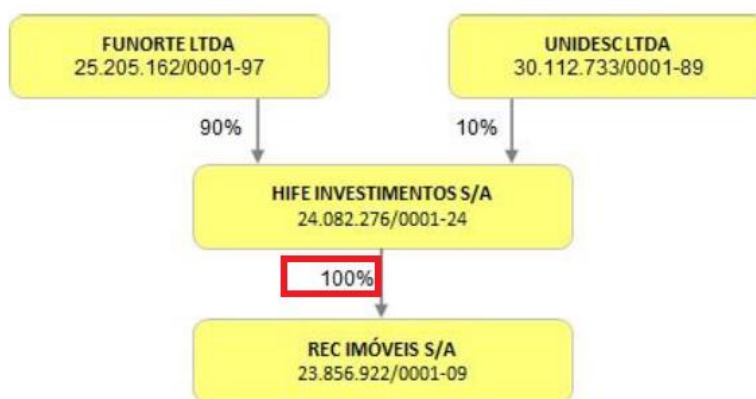 FUNORTE LTDA
25.205.162/0001-97
UNIDESC LTDA
30.112.733/0001-89
90%
10%
HIFE INVESTIMENTOS S/A
24.082.276/0001-24
100%
REC IMÓVEIS S/A
23.856.922/0001-09